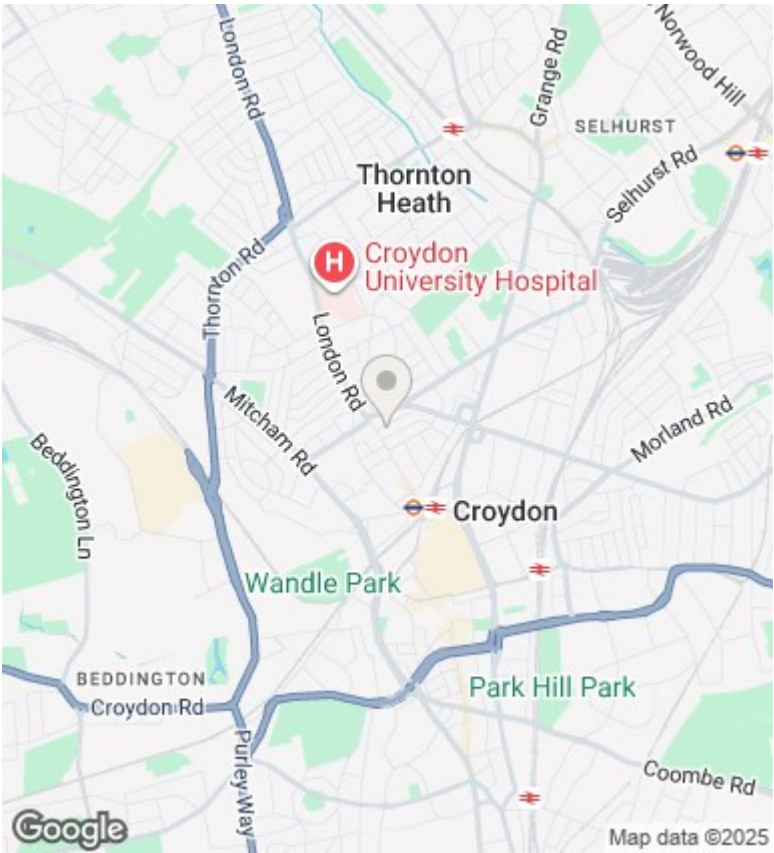 London Rd
Grange Rd
Norwood Hill
SELHURST
Selhurst Rd
Thornton
Heath
H
Croydon
University Hospital
Thornton Rd
London Rd
Mitcham Rd
Morland Rd
Beddington Ln
Croydon
Wandle Park
BEDDINGTON
Croydon Rd
Park Hill Park
Purley Way
Coombe Rd
Google
Map data ©2025